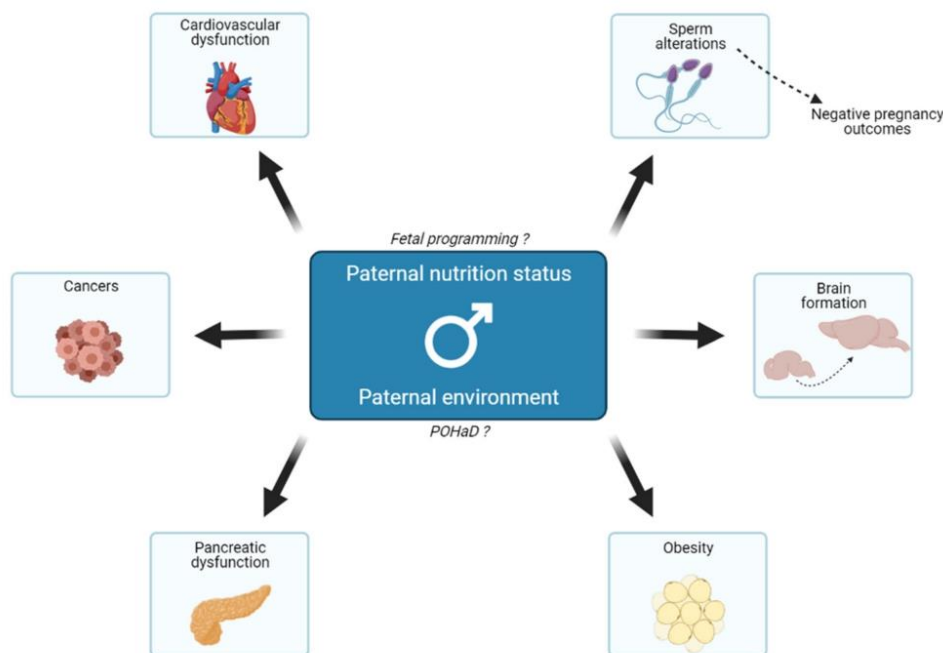 Cardiovascular
dysfunction
Sperm
alterations
Negative pregnancy
outcomes
Fetal programming ?
Paternal nutrition status
Paternal environment
POHaD ?
Cancers
Brain
formation
Pancreatic
dysfunction
Obesity